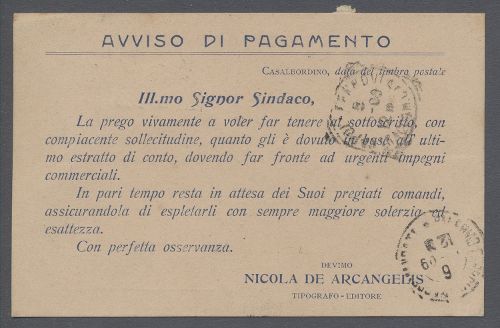 AVVISO DI PAGAMENTO
CASALBORDINO, data del timbro postale
Ill.mo Signor Sindaco,
La prego vivamente a voler far tenere al sottoscritto, con
compiacente sollecitudine, quanto gli è dovuto in base all'ulti-
mo estratto di conto, dovendo far fronte ad urgenti impegni
commerciali.
In pari tempo resta in attesa dei Suoi pregiati comandi,
assicurandola di espletarli con sempre maggiore solerzia ed
esattezza.
Con perfetta osservanza.
DEVIMO
NICOLA DE ARCANGELIS
TIPOGRAFO-EDITORE